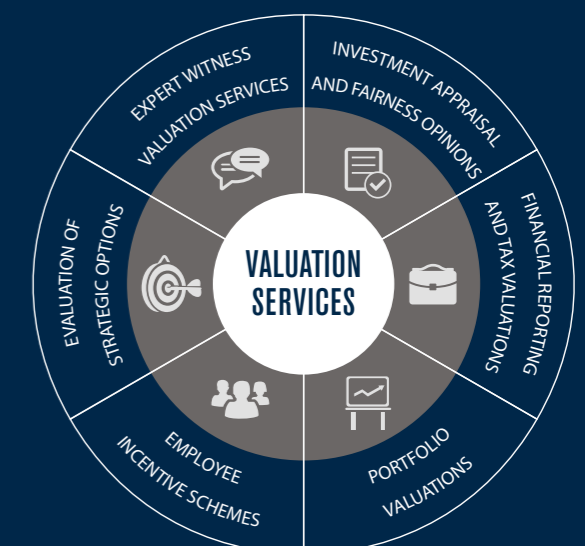 EXPERT WITNESS
VALUATION SERVICES
INVESTMENT APPRAISAL
AND FAIRNESS OPINIONS
FINANCIAL REPORTING
AND TAX VALUATIONS
PORTFOLIO
VALUATIONS
EMPLOYEE
INCENTIVE SCHEMES
EVALUATION OF
STRATEGIC OPTIONS
VALUATION
SERVICES